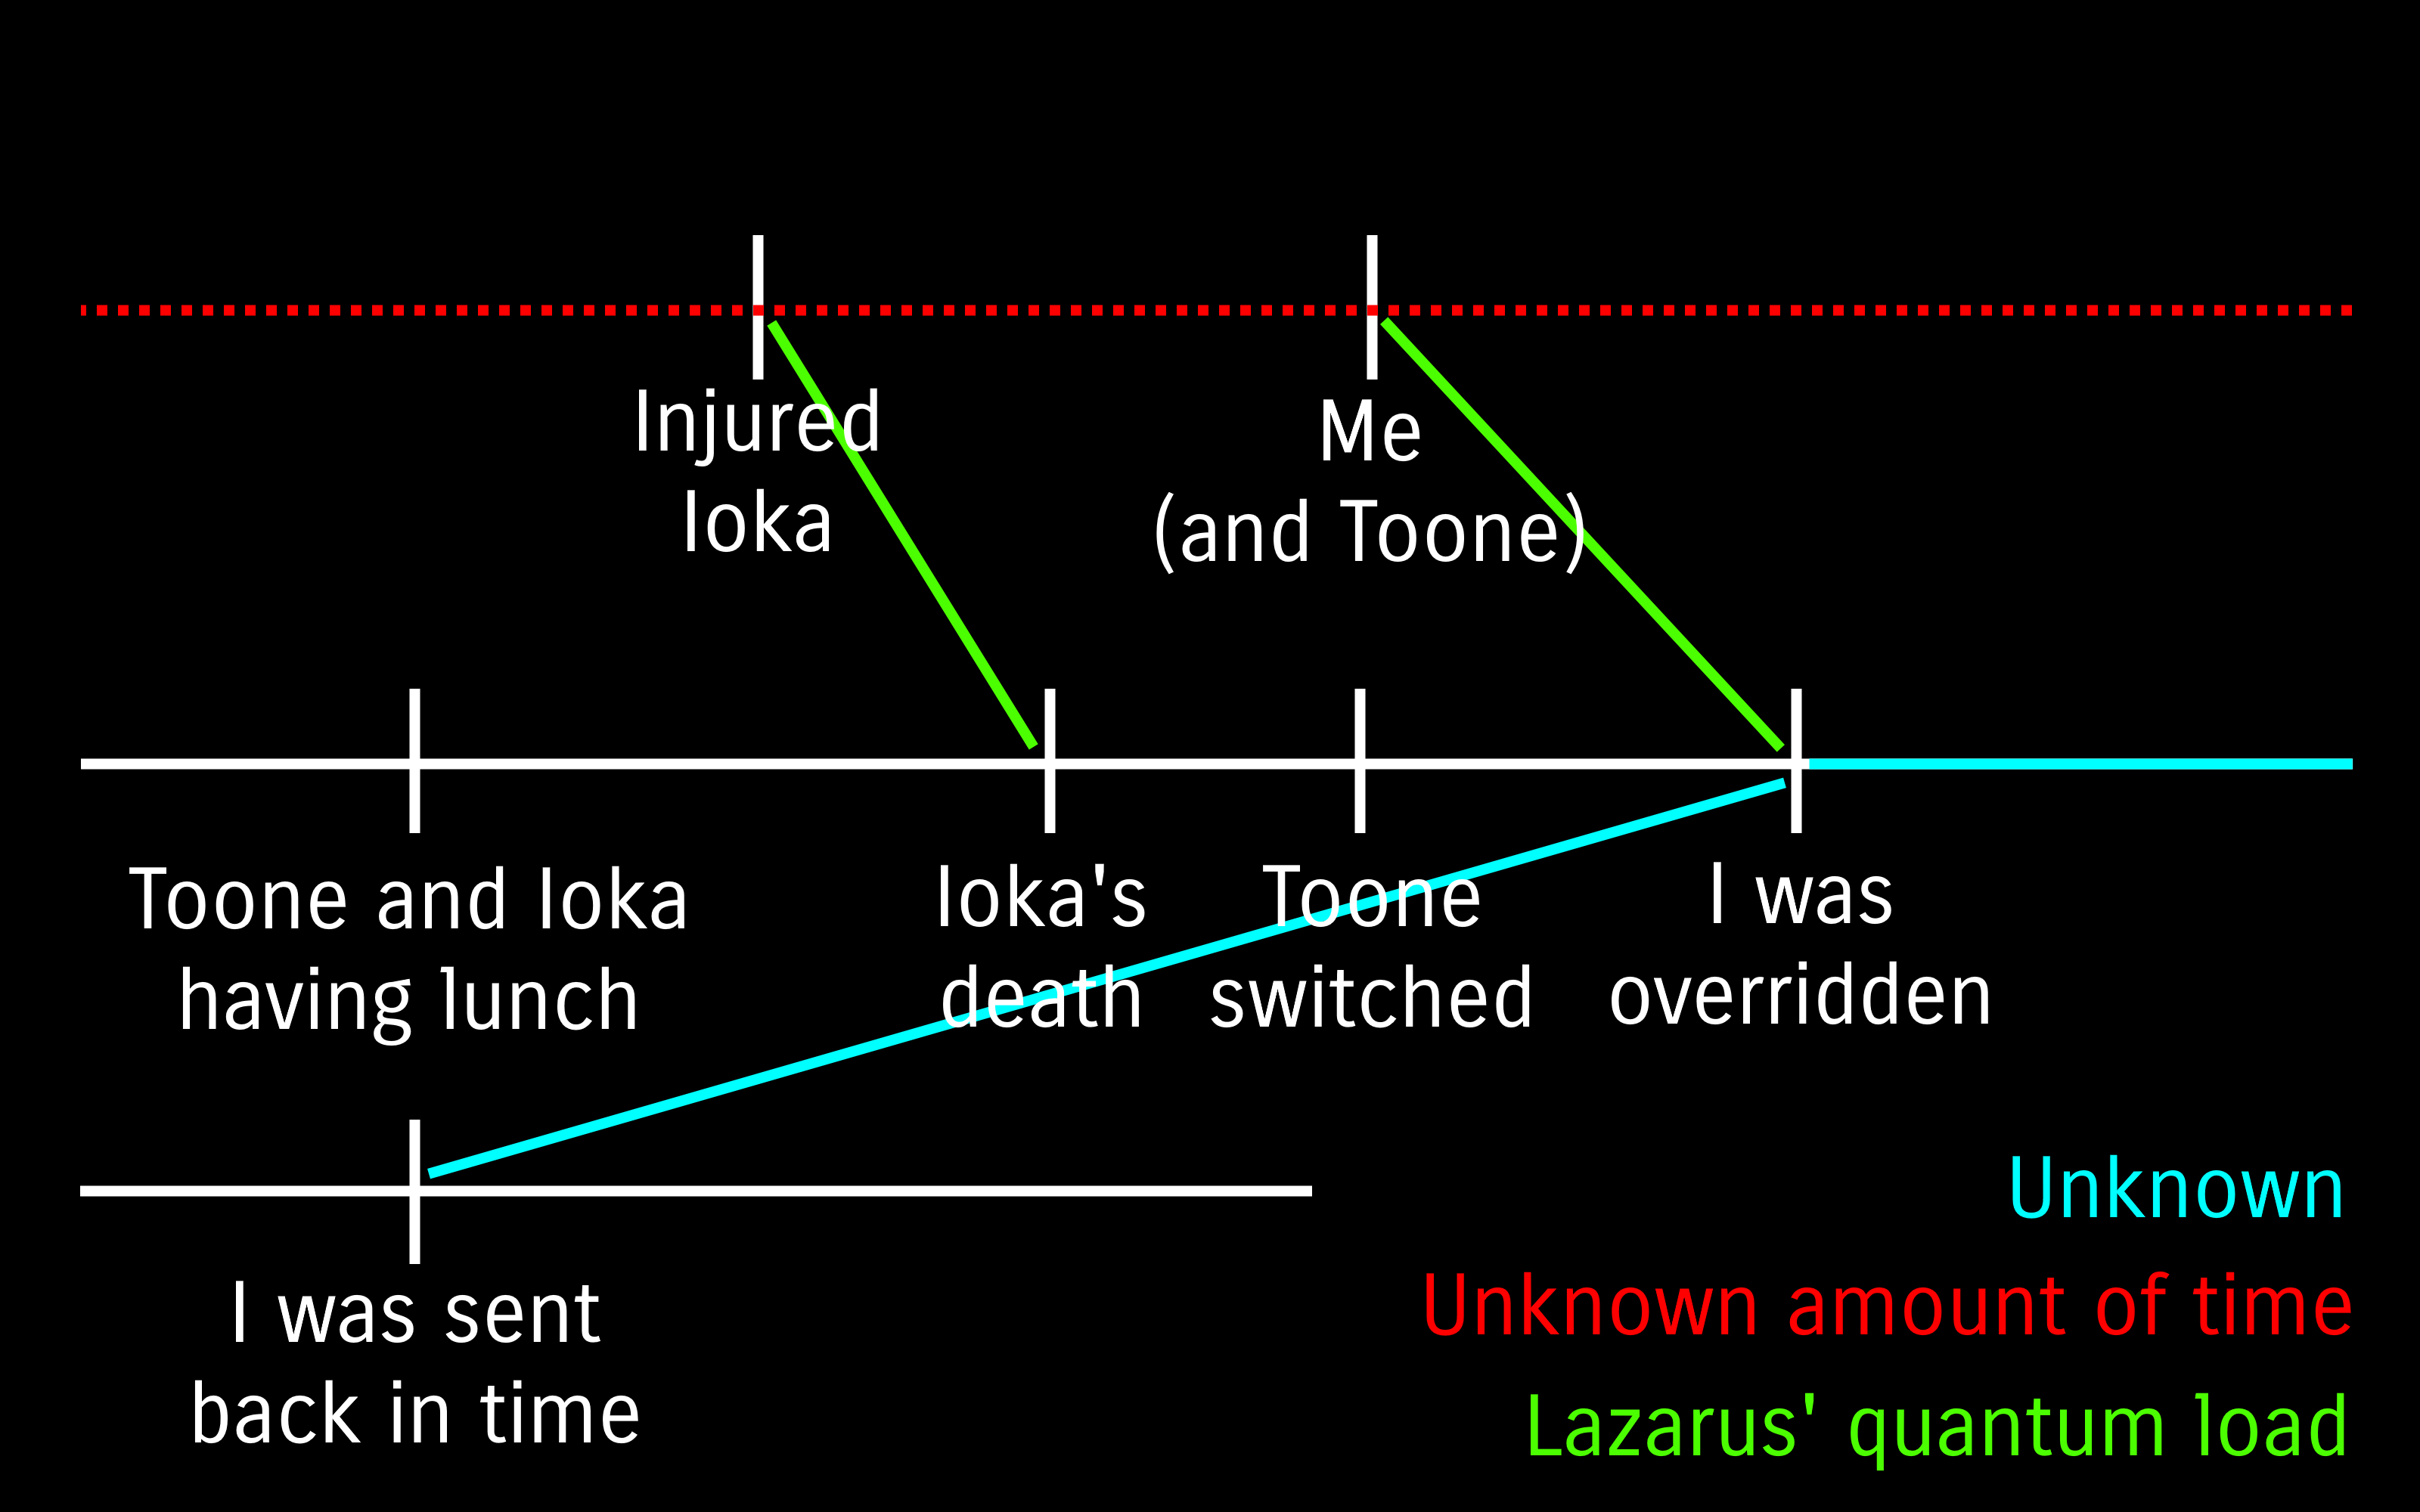 Injured
Ioka
Me
(and Toone)
Toone and Ioka
having lunch
Ioka's
death
Toone
switched
I was
overridden
I was sent
back in time
Unknown
Unknown amount of time
Lazarus' quantum load